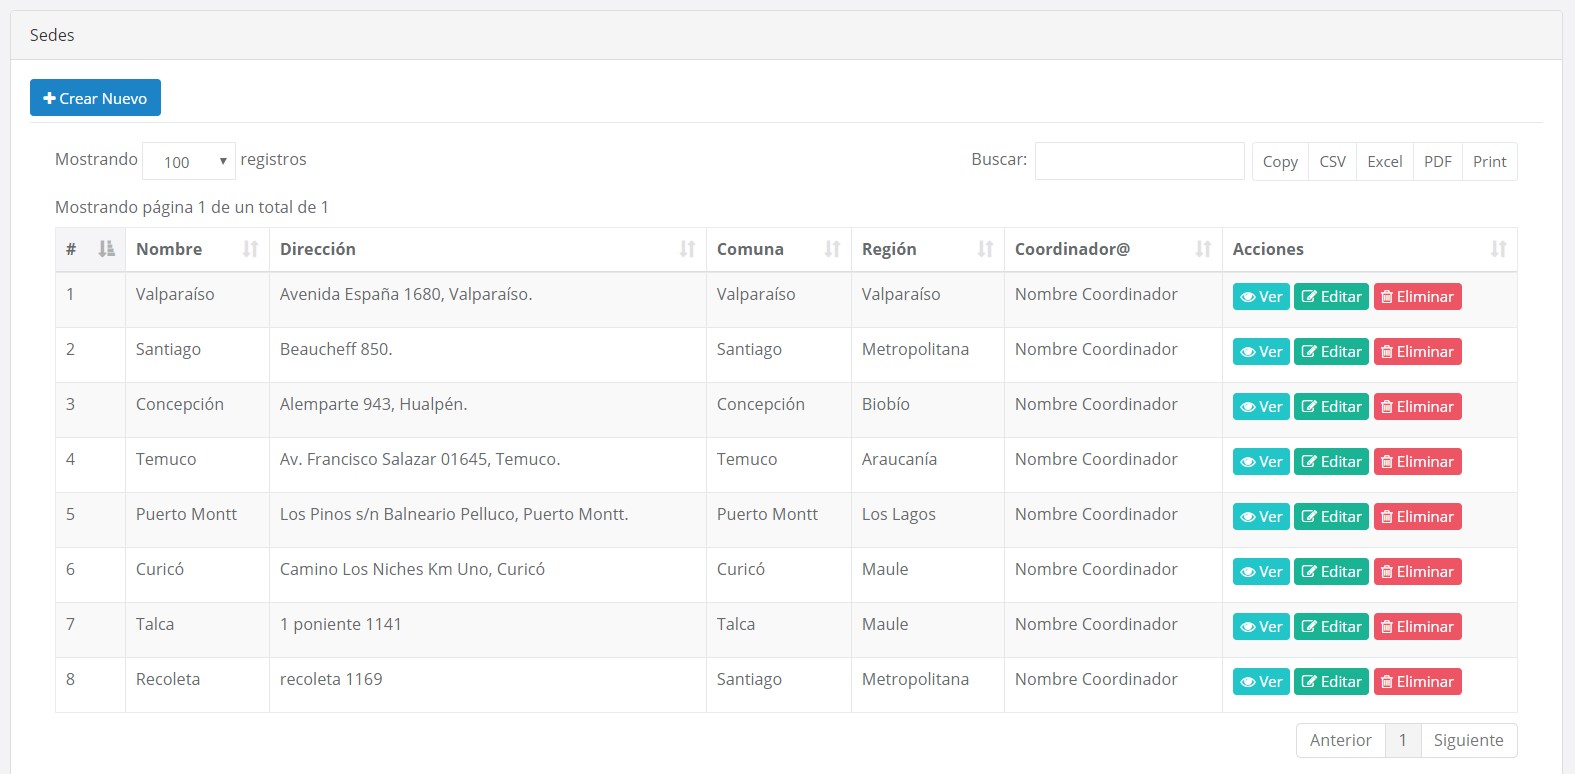 Sedes
Crear Nuevo
Mostrando 100 registros Buscar: Copy CSV Excel PDF Print
Mostrando página 1 de un total de 1
# Nombre Dirección Comuna Región Coordinador@ Acciones
1 Valparaíso Avenida España 1680, Valparaíso. Valparaíso Valparaíso Nombre Coordinador Ver Editar Eliminar
2 Santiago Beaucheff 850. Santiago Metropolitana Nombre Coordinador Ver Editar Eliminar
3 Concepción Alemparte 943, Hualpén. Concepción Biobío Nombre Coordinador Ver Editar Eliminar
4 Temuco Av. Francisco Salazar 01645, Temuco. Temuco Araucanía Nombre Coordinador Ver Editar Eliminar
5 Puerto Montt Los Pinos s/n Balneario Pelluco, Puerto Montt. Puerto Montt Los Lagos Nombre Coordinador Ver Editar Eliminar
6 Curicó Camino Los Niches Km Uno, Curicó Curicó Maule Nombre Coordinador Ver Editar Eliminar
7 Talca 1 poniente 1141 Talca Maule Nombre Coordinador Ver Editar Eliminar
8 Recoleta recoleta 1169 Santiago Metropolitana Nombre Coordinador Ver Editar Eliminar
Anterior 1 Siguiente